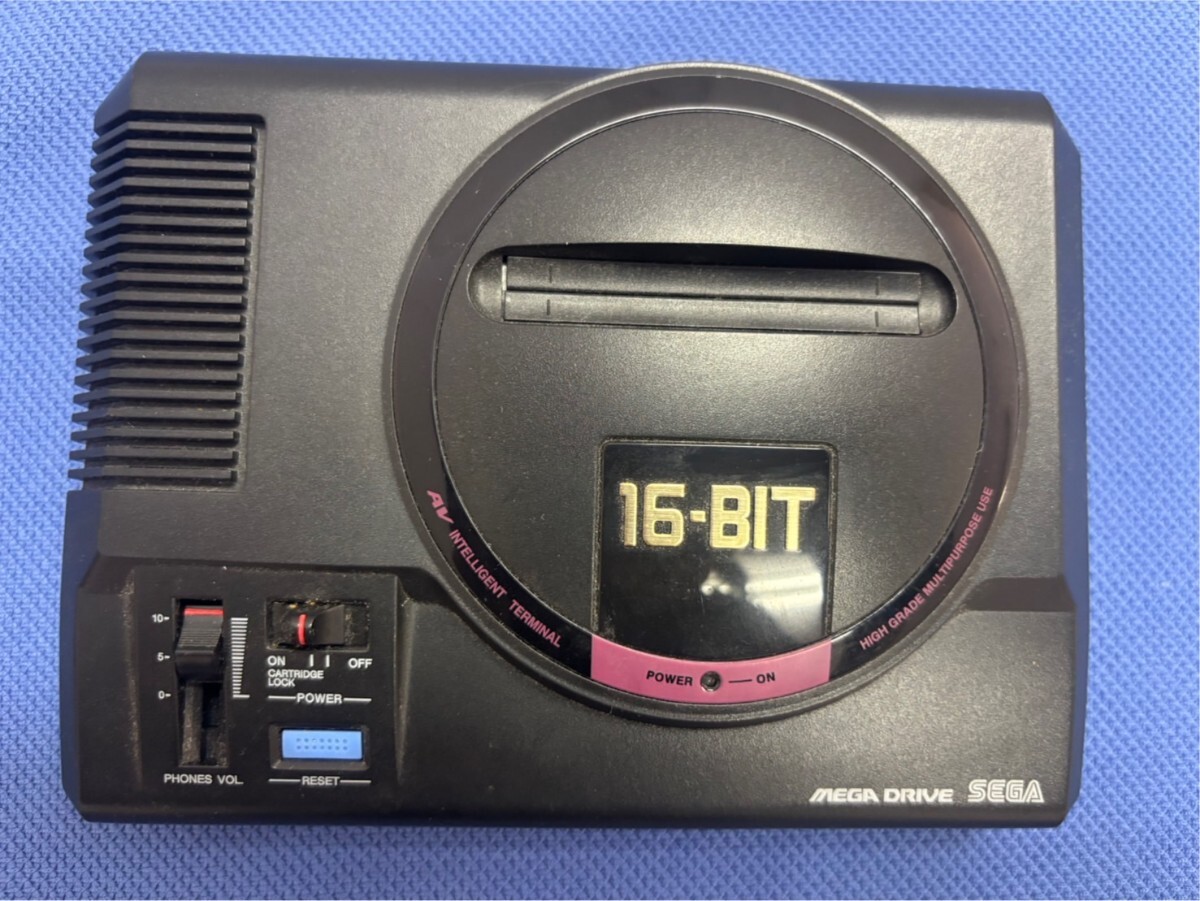 16-BIT
AV INTELLIGENT TERMINAL
HIGH GRADE MULTIPURPOSE USE
POWER ON
10
5
0
PHONES VOL.
ON OFF
CARTRIDGE
LOCK
POWER
RESET
MEGA DRIVE SEGA